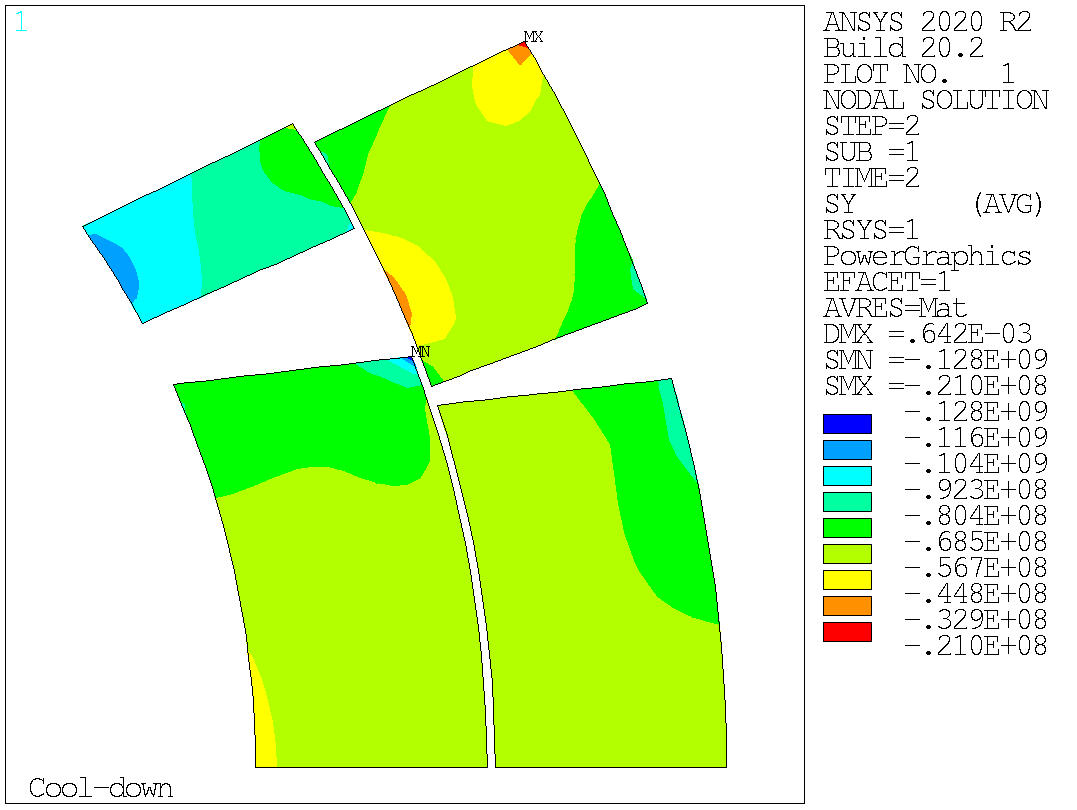 1
MX
MN
Cool-down
ANSYS 2020 R2
Build 20.2
PLOT NO. 1
NODAL SOLUTION
STEP=2
SUB =1
TIME=2
SY (AVG)
RSYS=1
PowerGraphics
EFACET=1
AVRES=Mat
DMX =.642E-03
SMN =-.128E+09
SMX =-.210E+08
-.128E+09
-.116E+09
-.104E+09
-.923E+08
-.804E+08
-.685E+08
-.567E+08
-.448E+08
-.329E+08
-.210E+08